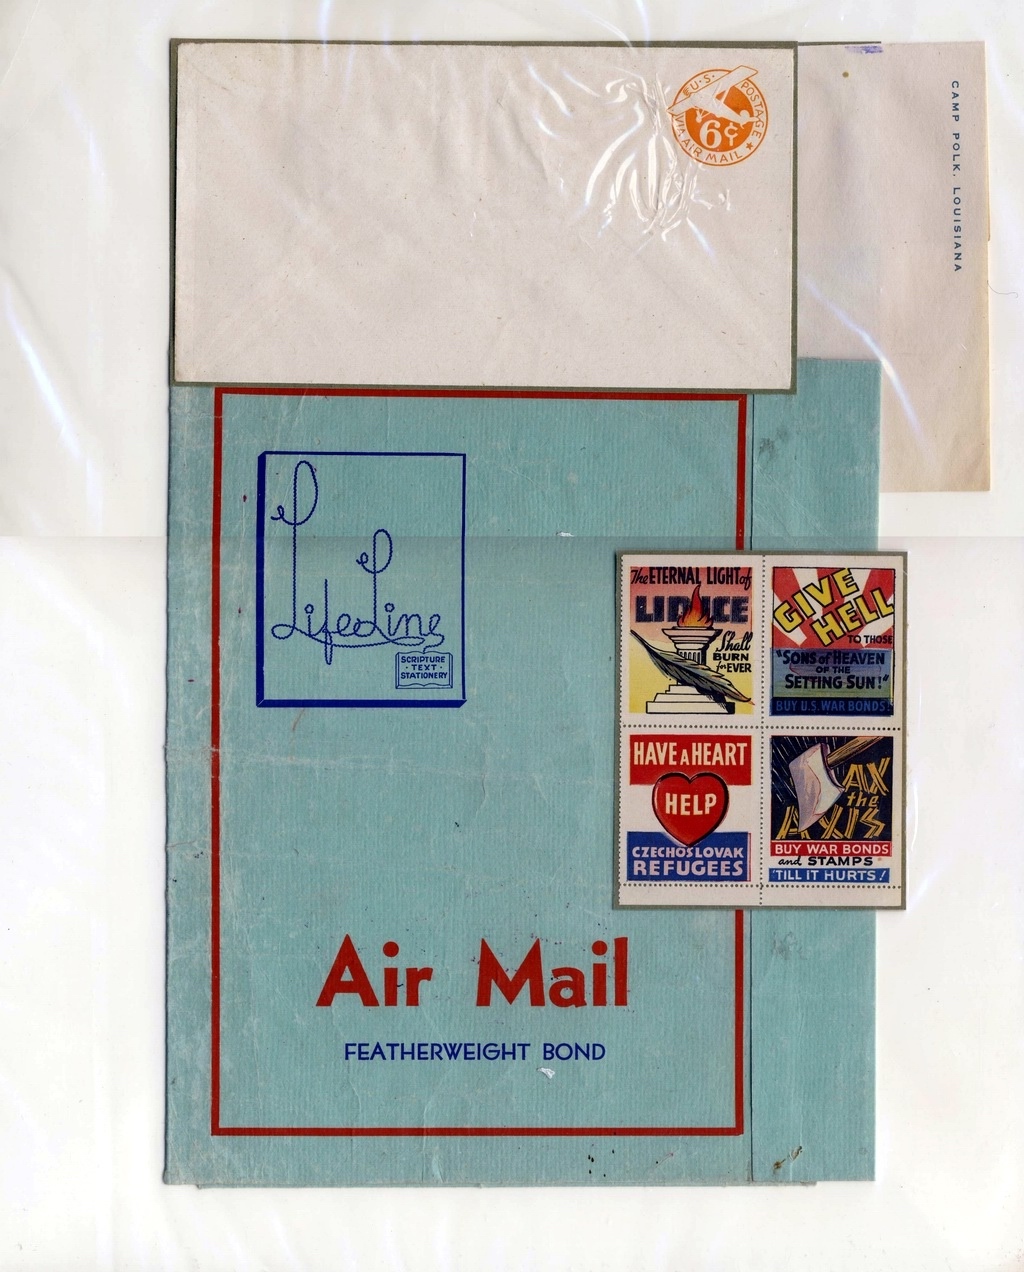 U.S. POSTAGE
6¢
VIA AIR MAIL
CAMP POLK, LOUISIANA
LifeLine
SCRIPTURE
· TEXT ·
STATIONERY
The ETERNAL LIGHT of
LIDICE
Shall
BURN
for EVER
GIVE
HELL
TO THOSE
"SONS of HEAVEN
OF THE
SETTING SUN!"
BUY U.S. WAR BONDS!
HAVE A HEART
HELP
CZECHOSLOVAK
REFUGEES
AX
the
AXIS
BUY WAR BONDS
and STAMPS
'TILL IT HURTS!
Air Mail
FEATHERWEIGHT BOND